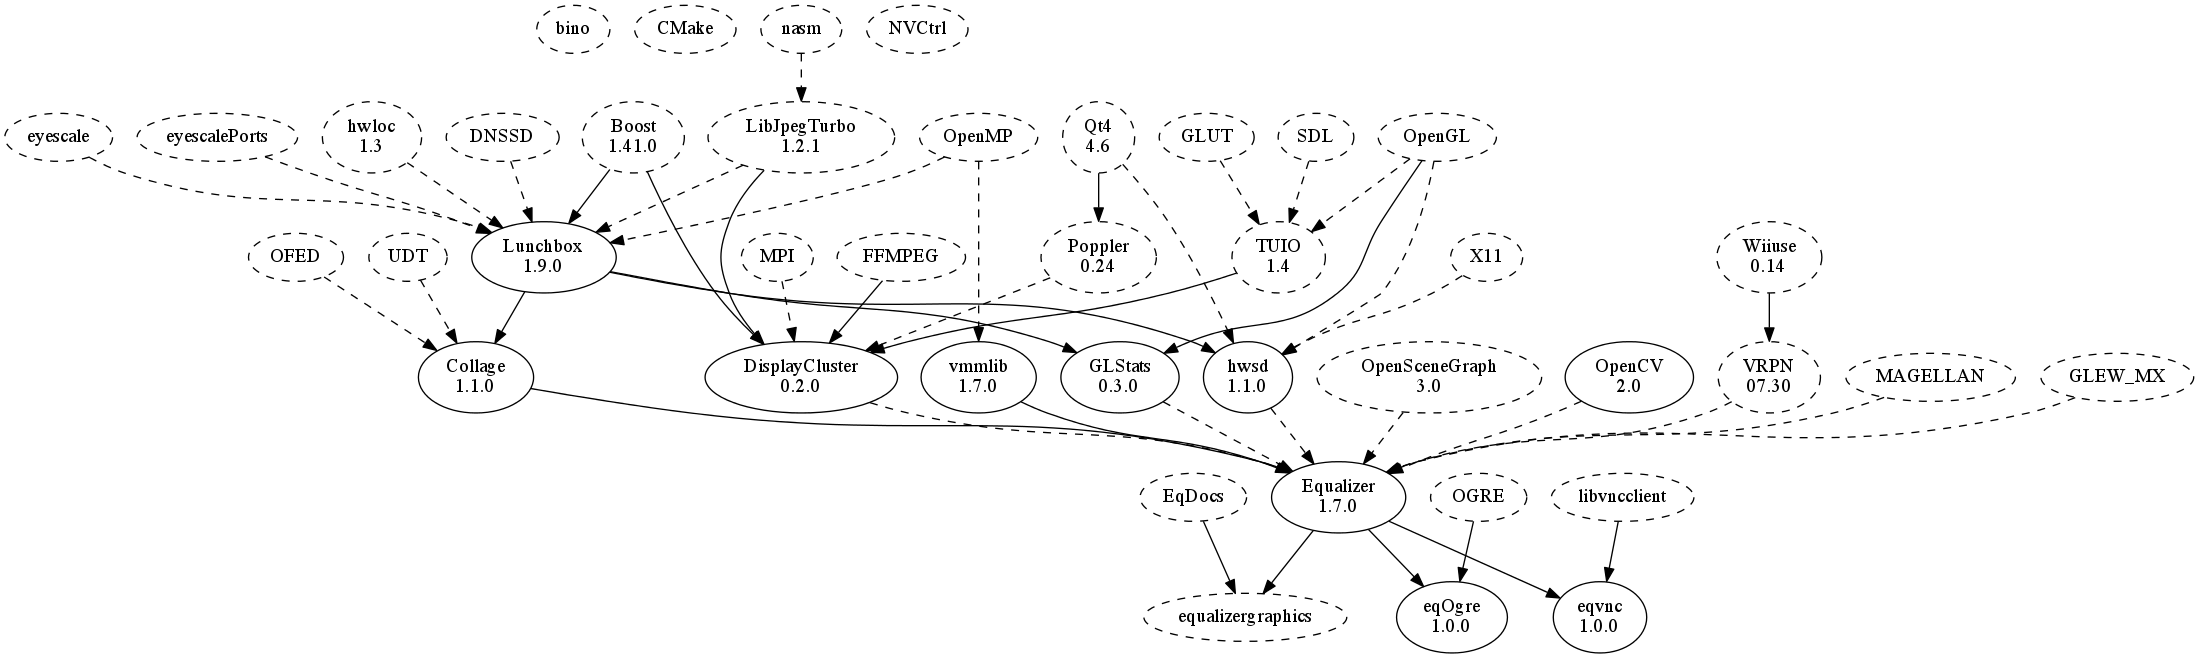 bino
CMake
nasm
NVCtrl
eyescale
eyescalePorts
hwloc
1.3
DNSSD
Boost
1.41.0
LibJpegTurbo
1.2.1
OpenMP
Qt4
4.6
GLUT
SDL
OpenGL
OFED
UDT
Lunchbox
1.9.0
MPI
FFMPEG
Poppler
0.24
TUIO
1.4
X11
Wiiuse
0.14
Collage
1.1.0
DisplayCluster
0.2.0
vmmlib
1.7.0
GLStats
0.3.0
hwsd
1.1.0
OpenSceneGraph
3.0
OpenCV
2.0
VRPN
07.30
MAGELLAN
GLEW_MX
EqDocs
Equalizer
1.7.0
OGRE
libvncclient
equalizergraphics
eqOgre
1.0.0
eqvnc
1.0.0